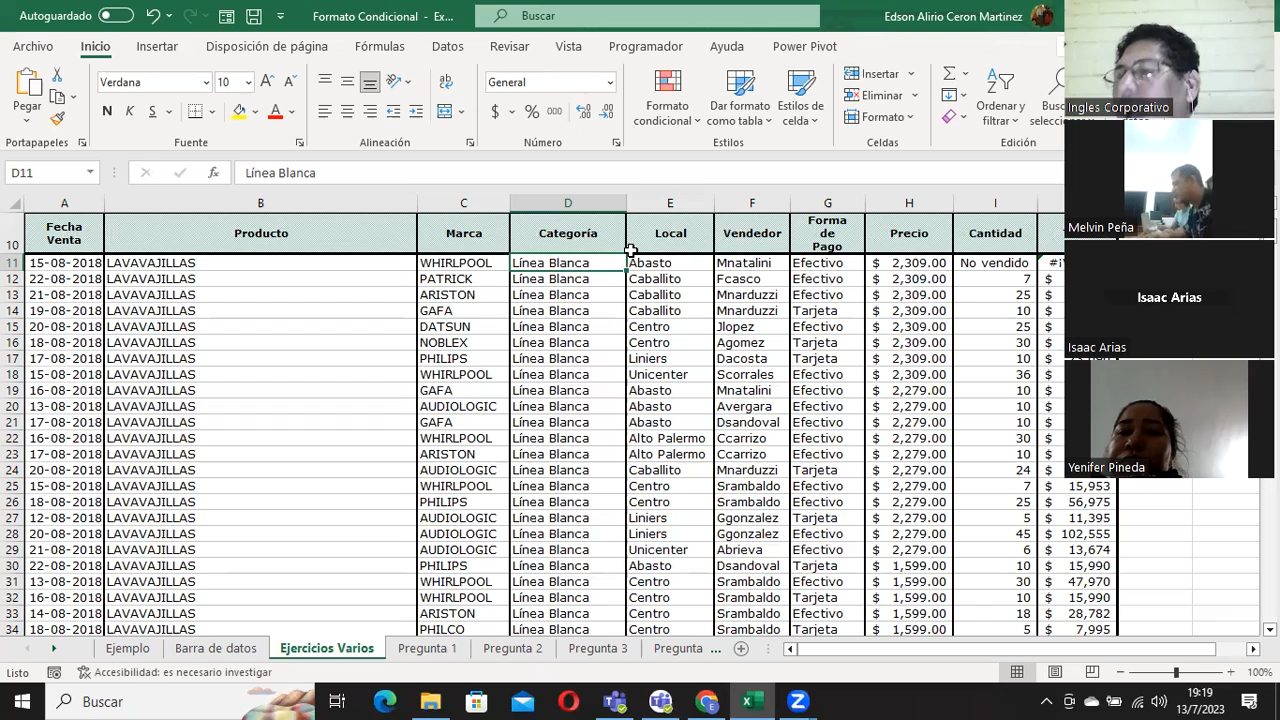 Autoguardado Formato Condicional - Ex... Buscar Edson Alirio Ceron Martinez
Archivo Inicio Insertar Disposición de página Fórmulas Datos Revisar Vista Programador Ayuda Power Pivot
Verdana 10 General Insertar
Pegar N K S Formato condicional Dar formato como tabla Estilos de celda Eliminar Formato Ordenar y filtrar
Portapapeles Fuente Alineación Número Estilos Celdas Edición
D11 Línea Blanca
A B C D E F G H I
10 Fecha Venta Producto Marca Categoría Local Vendedor Forma de Pago Precio Cantidad
11 15-08-2018 LAVAVAJILLAS WHIRLPOOL Línea Blanca Abasto Mnatalini Efectivo $ 2,309.00 No vendido
12 22-08-2018 LAVAVAJILLAS PATRICK Línea Blanca Caballito Fcasco Efectivo $ 2,309.00 7 $
13 21-08-2018 LAVAVAJILLAS ARISTON Línea Blanca Caballito Mnarduzzi Efectivo $ 2,309.00 25 $
14 19-08-2018 LAVAVAJILLAS GAFA Línea Blanca Caballito Mnarduzzi Tarjeta $ 2,309.00 10 $
15 20-08-2018 LAVAVAJILLAS DATSUN Línea Blanca Centro Jlopez Efectivo $ 2,309.00 25 $
16 18-08-2018 LAVAVAJILLAS NOBLEX Línea Blanca Centro Agomez Tarjeta $ 2,309.00 30 $
17 17-08-2018 LAVAVAJILLAS PHILIPS Línea Blanca Liniers Dacosta Efectivo $ 2,309.00 10 $
18 15-08-2018 LAVAVAJILLAS WHIRLPOOL Línea Blanca Unicenter Scorrales Efectivo $ 2,309.00 36 $
19 16-08-2018 LAVAVAJILLAS GAFA Línea Blanca Abasto Mnatalini Efectivo $ 2,279.00 10 $
20 13-08-2018 LAVAVAJILLAS AUDIOLOGIC Línea Blanca Abasto Avergara Efectivo $ 2,279.00 10 $
21 17-08-2018 LAVAVAJILLAS GAFA Línea Blanca Abasto Dsandoval Efectivo $ 2,279.00 10 $
22 16-08-2018 LAVAVAJILLAS WHIRLPOOL Línea Blanca Alto Palermo Ccarrizo Efectivo $ 2,279.00 30 $
23 17-08-2018 LAVAVAJILLAS ARISTON Línea Blanca Alto Palermo Ccarrizo Efectivo $ 2,279.00 10 $
24 20-08-2018 LAVAVAJILLAS AUDIOLOGIC Línea Blanca Caballito Mnarduzzi Tarjeta $ 2,279.00 24 $
25 15-08-2018 LAVAVAJILLAS WHIRLPOOL Línea Blanca Centro Srambaldo Efectivo $ 2,279.00 7 $ 15,953
26 18-08-2018 LAVAVAJILLAS PHILIPS Línea Blanca Centro Srambaldo Efectivo $ 2,279.00 25 $ 56,975
27 12-08-2018 LAVAVAJILLAS AUDIOLOGIC Línea Blanca Liniers Ggonzalez Tarjeta $ 2,279.00 5 $ 11,395
28 20-08-2018 LAVAVAJILLAS AUDIOLOGIC Línea Blanca Liniers Ggonzalez Efectivo $ 2,279.00 45 $ 102,555
29 21-08-2018 LAVAVAJILLAS AUDIOLOGIC Línea Blanca Unicenter Abrieva Efectivo $ 2,279.00 6 $ 13,674
30 22-08-2018 LAVAVAJILLAS PHILIPS Línea Blanca Abasto Dsandoval Efectivo $ 1,599.00 10 $ 15,990
31 13-08-2018 LAVAVAJILLAS WHIRLPOOL Línea Blanca Centro Srambaldo Efectivo $ 1,599.00 30 $ 47,970
32 16-08-2018 LAVAVAJILLAS WHIRLPOOL Línea Blanca Centro Srambaldo Tarjeta $ 1,599.00 10 $ 15,990
33 14-08-2018 LAVAVAJILLAS ARISTON Línea Blanca Centro Srambaldo Efectivo $ 1,599.00 18 $ 28,782
34 18-08-2018 LAVAVAJILLAS PHILCO Línea Blanca Centro Srambaldo Tarjeta $ 1,599.00 5 $ 7,995
Ingles Corporativo
Melvin Peña
Isaac Arias
Isaac Arias
Yenifer Pineda
Ejemplo Barra de datos Ejercicios Varios Pregunta 1 Pregunta 2 Pregunta 3 Pregunta ...
Listo Accesibilidad: es necesario investigar 100%
Buscar 19:19
13/7/2023